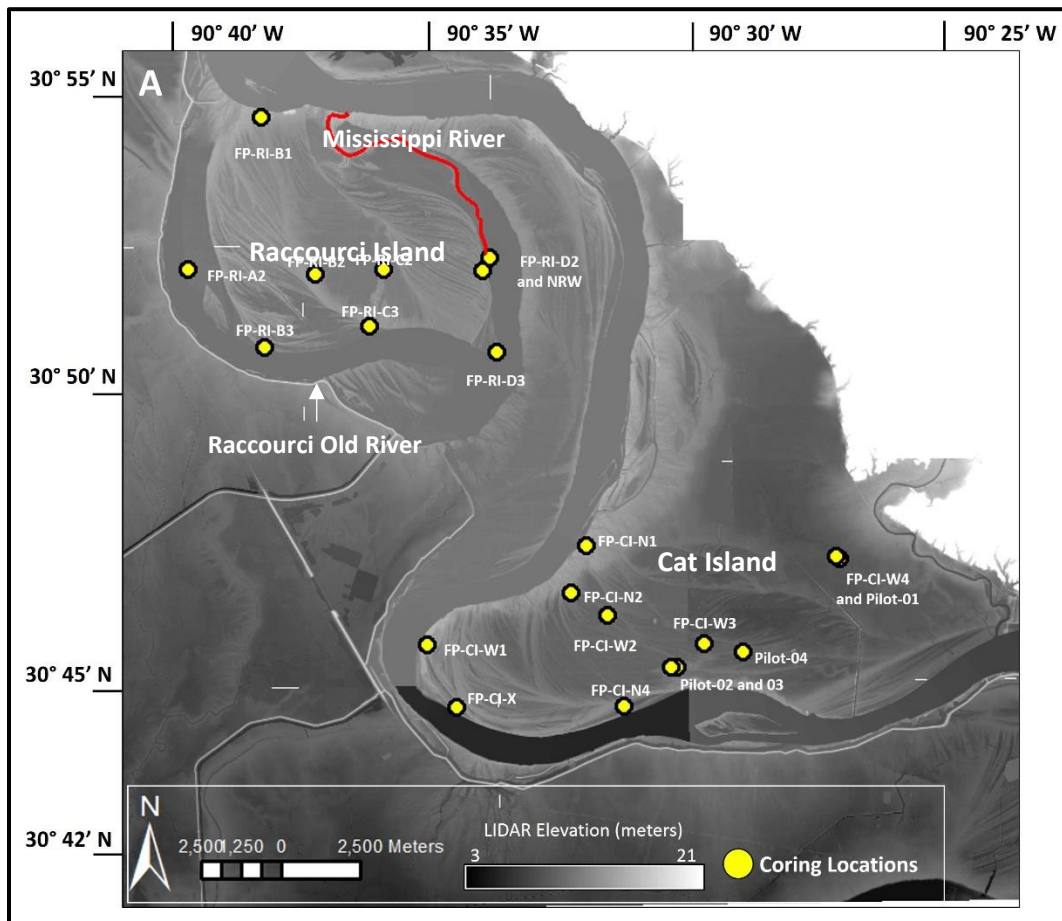 90° 40’ W
90° 35’ W
90° 30’ W
90° 25’ W
30° 55’ N
A
Mississippi River
FP-RI-B1
Raccourci Island
FP-RI-A2
FP-RI-B2
FP-RI-C2
FP-RI-D2
and NRW
FP-RI-B3
FP-RI-C3
FP-RI-D3
30° 50’ N
Raccourci Old River
FP-CI-N1
Cat Island
FP-CI-N2
FP-CI-W4
and Pilot-01
FP-CI-W1
FP-CI-W2
FP-CI-W3
Pilot-04
Pilot-02 and 03
30° 45’ N
FP-CI-X
FP-CI-N4
N
2,500
1,250
0
2,500 Meters
LIDAR Elevation (meters)
3
21
Coring Locations
30° 42’ N